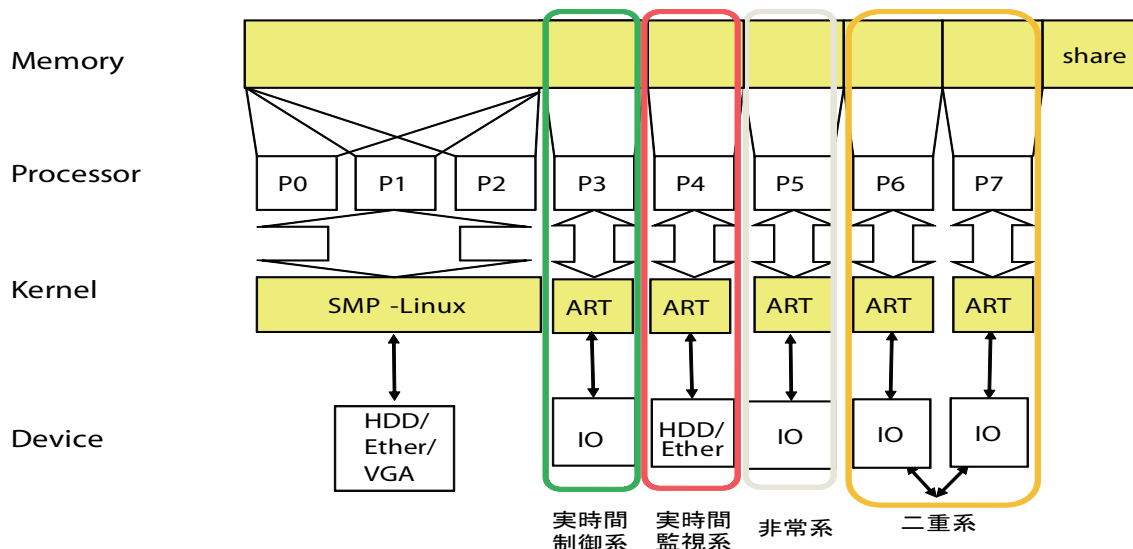 Memory
share
Processor
P0
P1
P2
P3
P4
P5
P6
P7
Kernel
SMP -Linux
ART
ART
ART
ART
ART
Device
HDD/
Ether/
VGA
IO
HDD/
Ether
IO
IO
IO
実時間
制御系
実時間
監視系
非常系
二重系